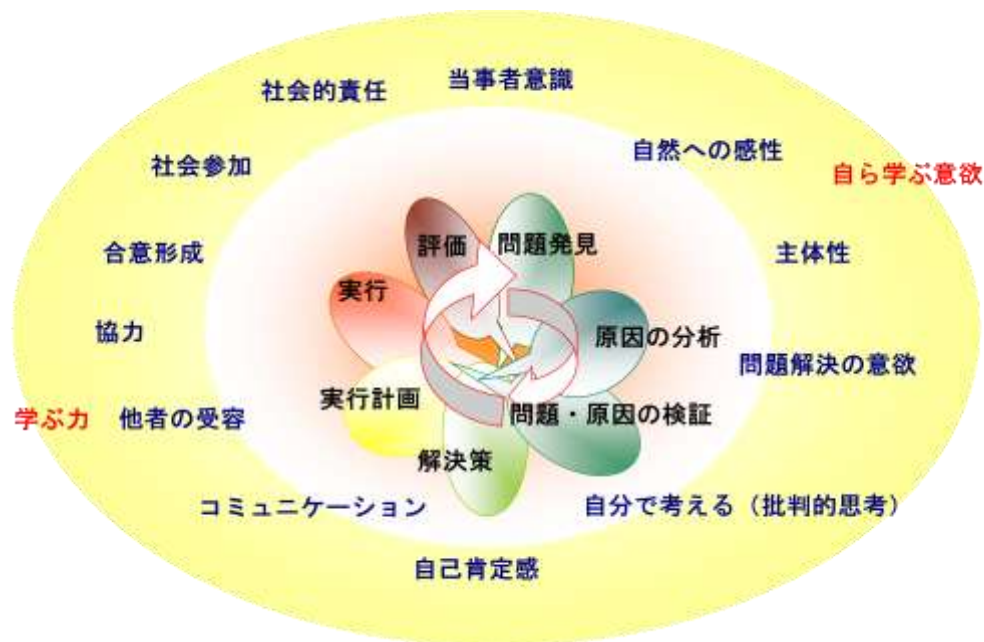 当事者意識
社会的責任
自然への感性
社会参加
自ら学ぶ意欲
合意形成
主体性
協力
問題解決の意欲
学ぶ力
他者の受容
コミュニケーション
自分で考える（批判的思考）
自己肯定感
評価
問題発見
実行
原因の分析
実行計画
問題・原因の検証
解決策